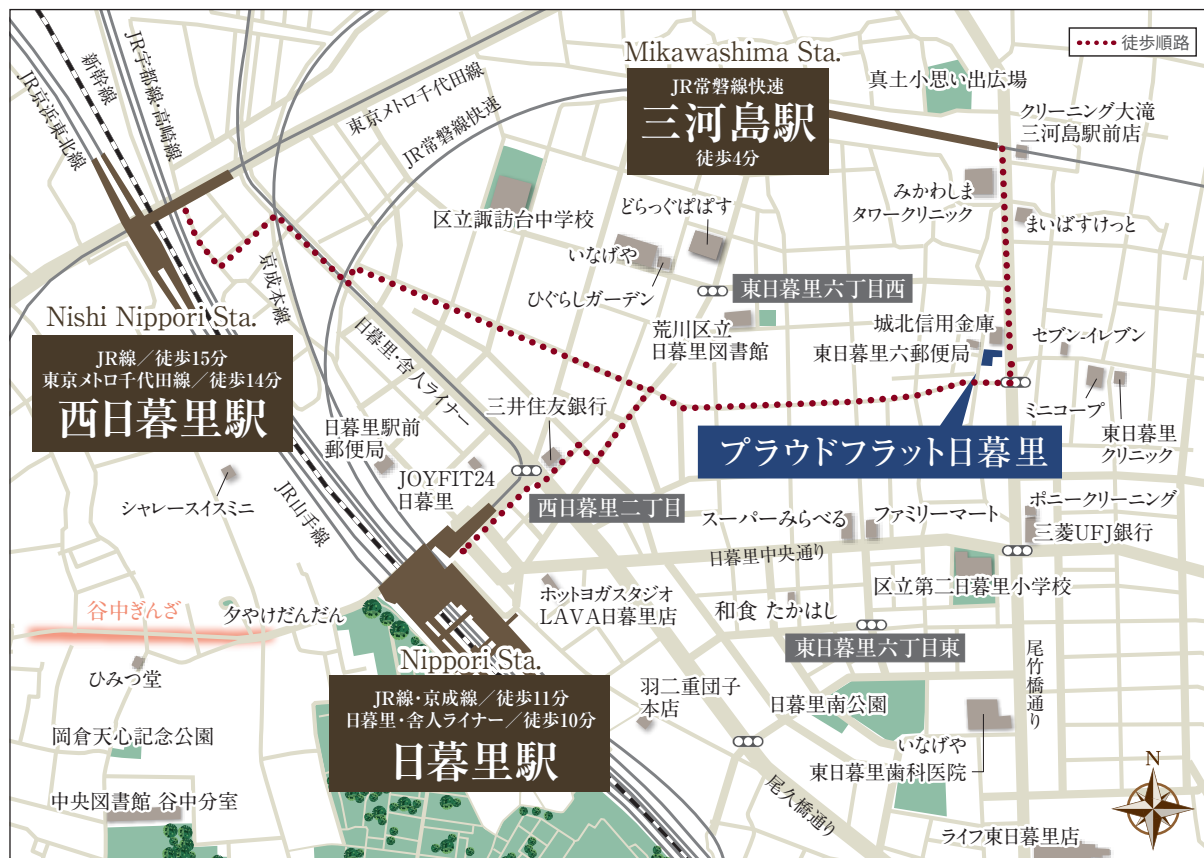 徒歩順路
Mikawashima Sta.
JR常磐線快速
三河島駅
徒歩4分
真土小思い出広場
クリーニング大滝
三河島駅前店
JR京浜東北線
新幹線
JR宇都線・高崎線
東京メトロ千代田線
JR常磐線快速
区立諏訪台中学校
どらっぐぱぱす
みかわしま
タワークリニック
まいばすけっと
いなげや
ひぐらしガーデン
東日暮里六丁目西
京成本線
日暮里・舎人ライナー
荒川区立
日暮里図書館
城北信用金庫
東日暮里六郵便局
セブン-イレブン
Nishi Nippori Sta.
JR線／徒歩15分
東京メトロ千代田線／徒歩14分
西日暮里駅
ミニコープ
東日暮里
クリニック
プラウドフラット日暮里
三井住友銀行
日暮里駅前
郵便局
JOYFIT24
日暮里
シャレースイスミニ
JR山手線
西日暮里二丁目
スーパーみらべる
ファミリーマート
ポニークリーニング
三菱UFJ銀行
日暮里中央通り
区立第二日暮里小学校
ホットヨガスタジオ
LAVA日暮里店
和食 たかはし
東日暮里六丁目東
谷中ぎんざ
夕やけだんだん
ひみつ堂
Nippori Sta.
JR線・京成線／徒歩11分
日暮里・舎人ライナー／徒歩10分
日暮里駅
羽二重団子
本店
日暮里南公園
尾竹橋通り
いなげや
東日暮里歯科医院
岡倉天心記念公園
中央図書館 谷中分室
尾久橋通り
N
ライフ東日暮里店